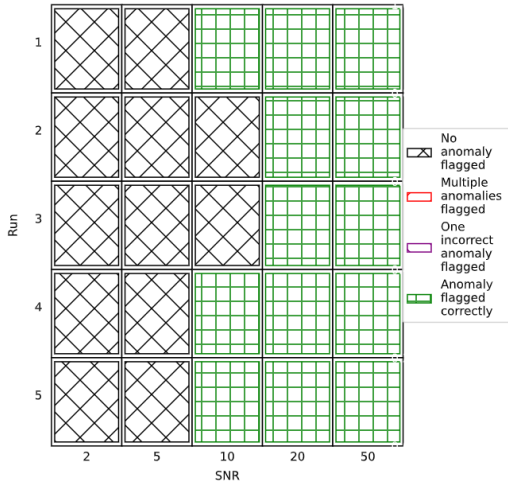 1
2
3
4
5
Run
2 5 10 20 50
SNR
No
anomaly
flagged
Multiple
anomalies
flagged
One
incorrect
anomaly
flagged
Anomaly
flagged
correctly